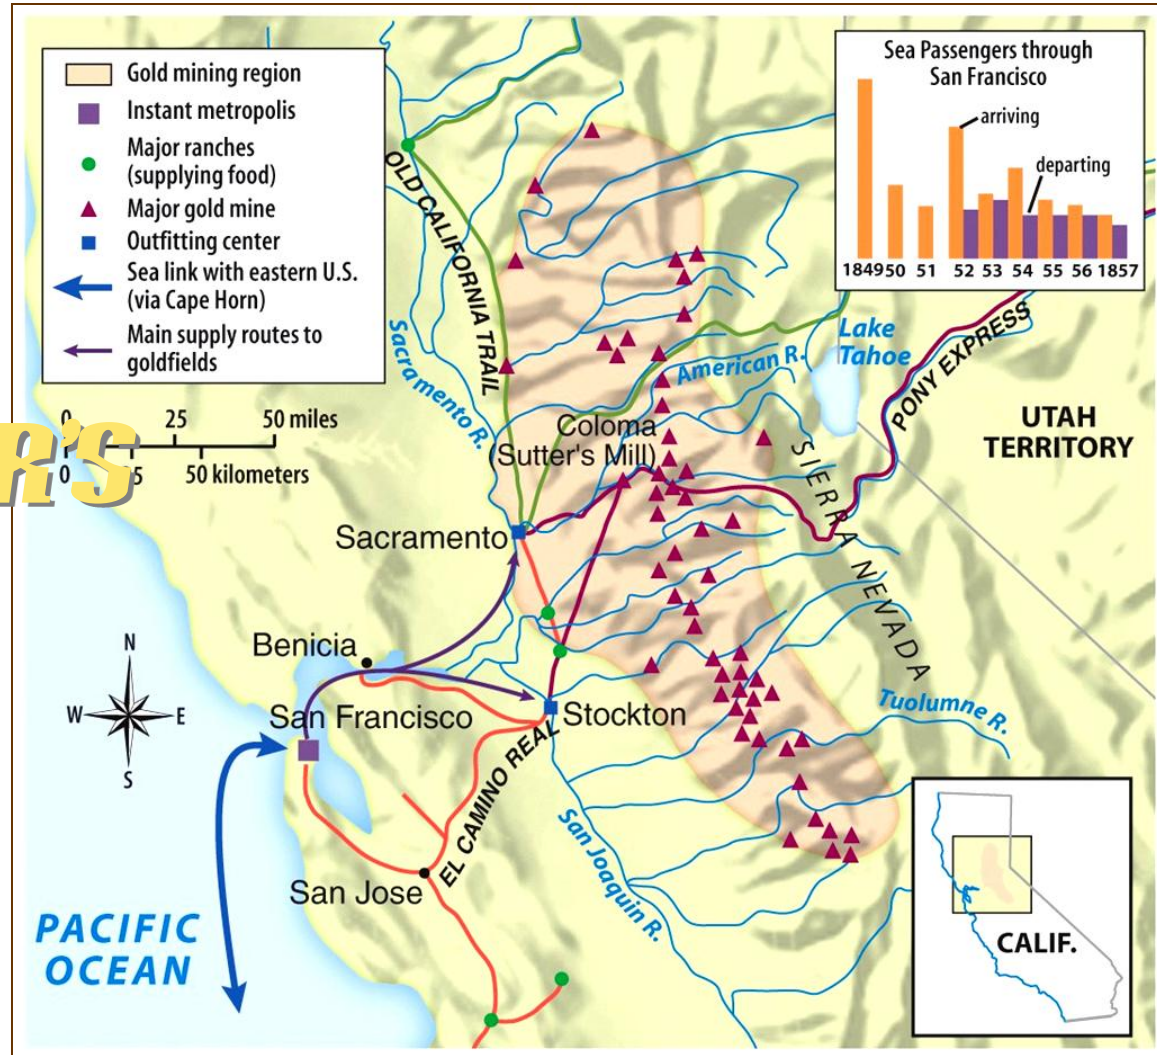 Gold mining region
Instant metropolis
Major ranches
(supplying food)
Major gold mine
Outfitting center
Sea link with eastern U.S.
(via Cape Horn)
Main supply routes to
goldfields
0 25 50 miles
0 50 kilometers
R'S
Sea Passengers through
San Francisco
arriving
departing
1849 50 51 52 53 54 55 56 1857
OLD CALIFORNIA TRAIL
Sacramento R.
American R.
Lake
Tahoe
PONY EXPRESS
UTAH
TERRITORY
Coloma
(Sutter's Mill)
SIERRA NEVADA
Sacramento
Benicia
San Francisco
Stockton
Tuolumne R.
EL CAMINO REAL
San Joaquin R.
San Jose
N
W E
S
PACIFIC
OCEAN
CALIF.